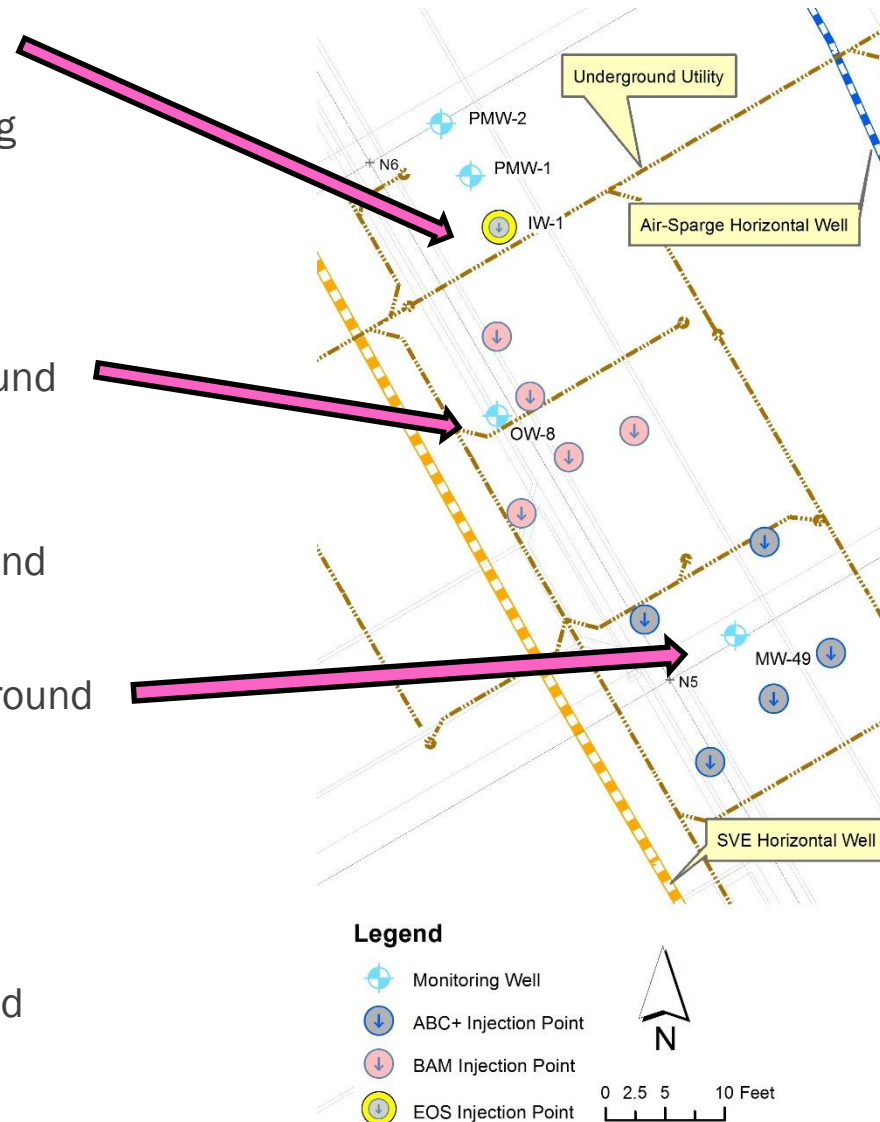 g
ound
nd
round
d
Underground Utility
PMW-2
N6
PMW-1
IW-1
Air-Sparge Horizontal Well
OW-8
MW-49
N5
SVE Horizontal Well
Legend
Monitoring Well
ABC+ Injection Point
BAM Injection Point
EOS Injection Point
N
0 2.5 5 10 Feet